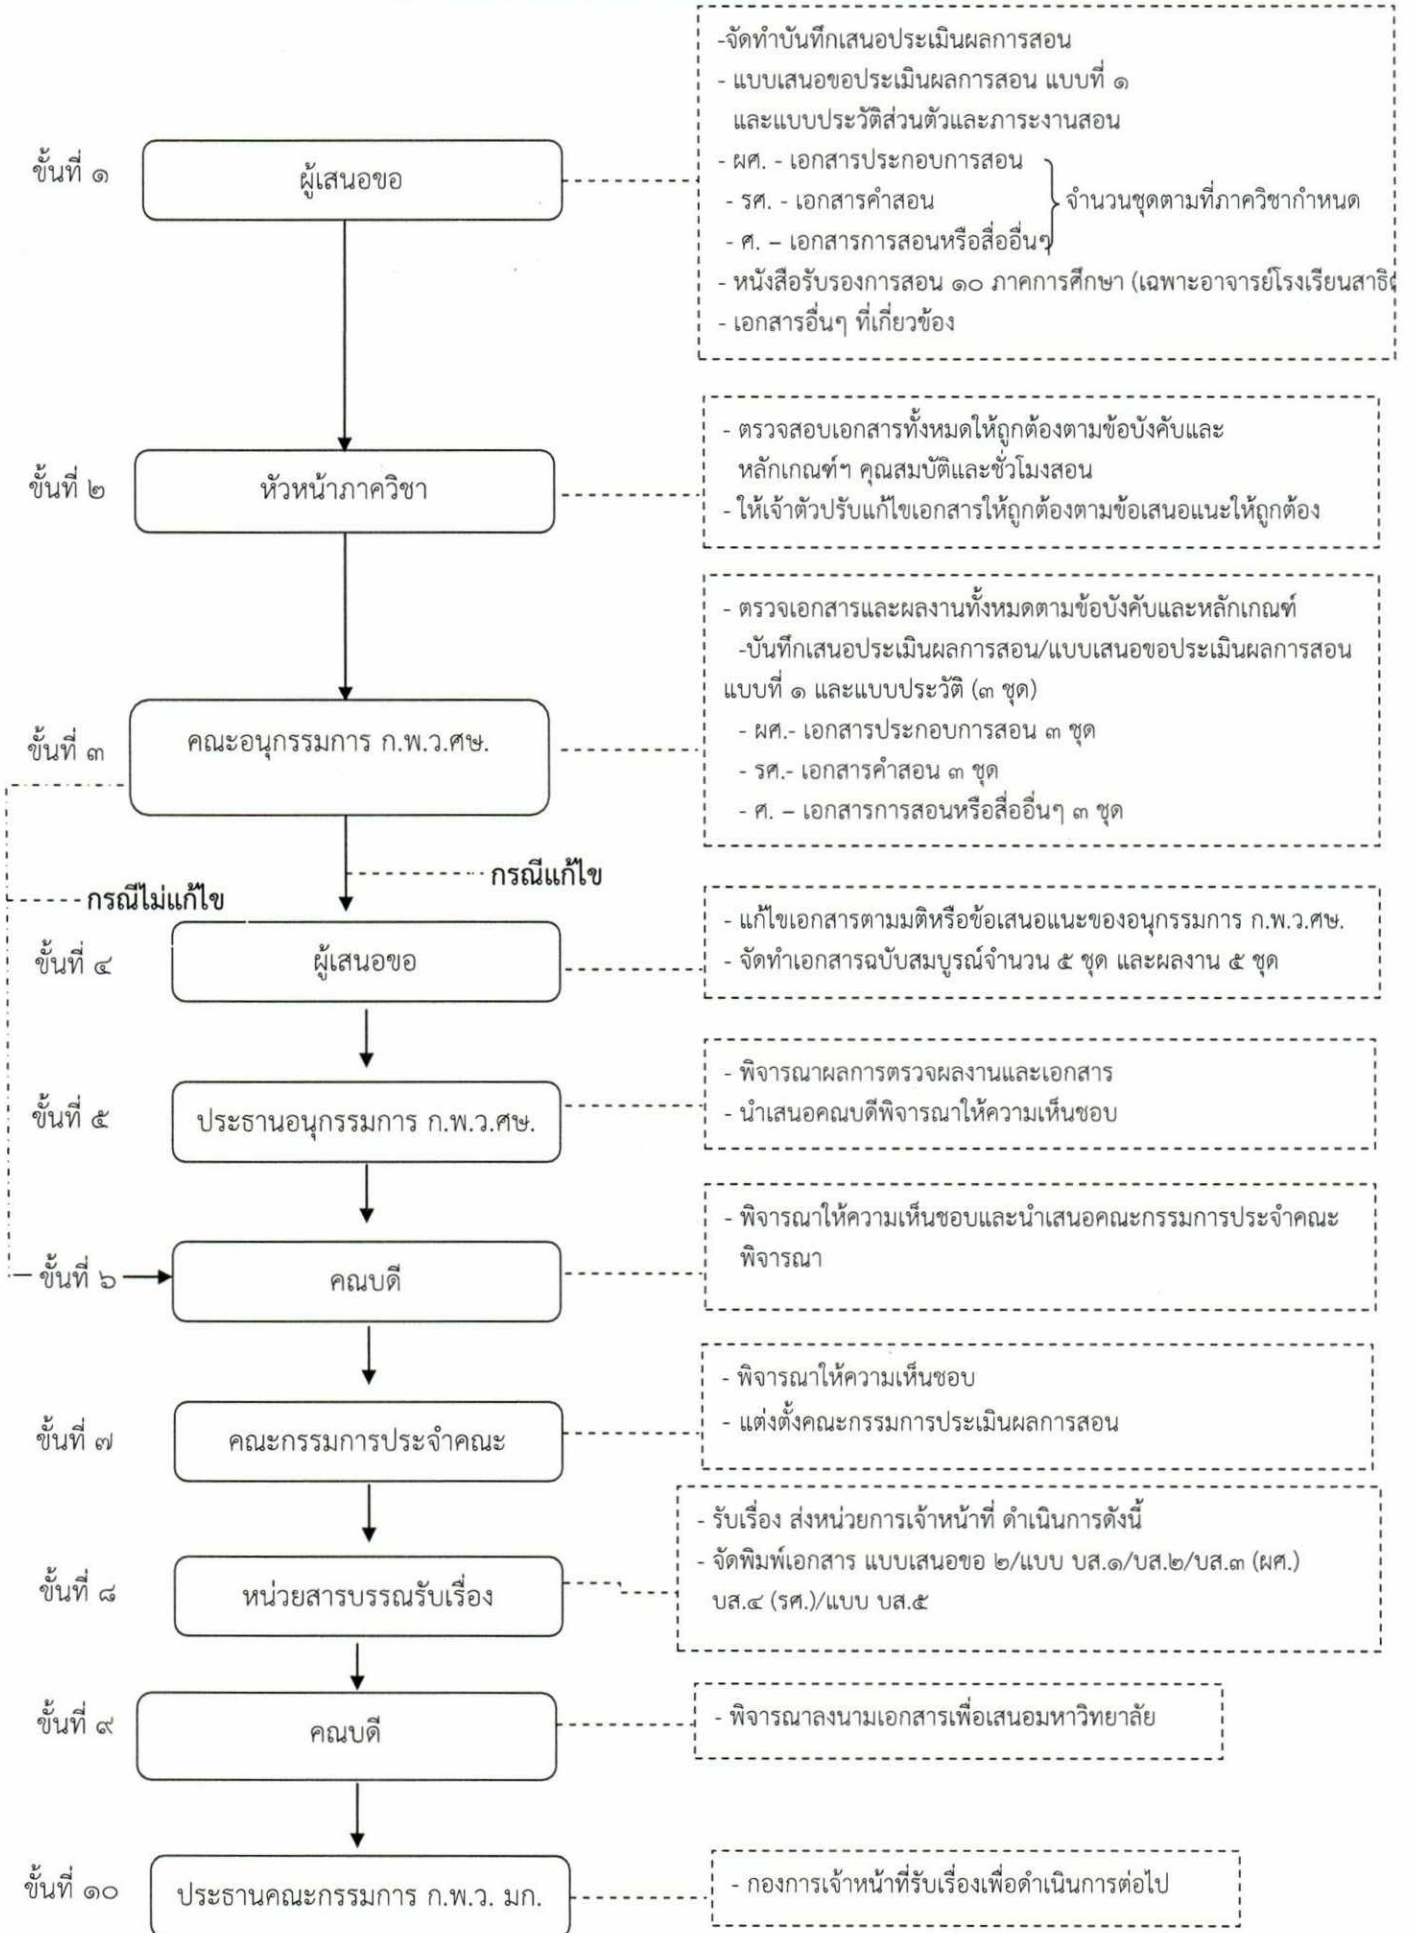 -จัดทำบันทึกเสนอประเมินผลการสอน
- แบบเสนอขอประเมินผลการสอน แบบที่ ๑
และแบบประวัติส่วนตัวและภาระงานสอน
ขั้นที่ ๑
ผู้เสนอขอ
- ผศ. - เอกสารประกอบการสอน
- รศ. - เอกสารคำสอน
จำนวนชุดตามที่ภาควิชากำหนด
- ศ. – เอกสารการสอนหรือสื่ออื่นๆ
- หนังสือรับรองการสอน ๑๐ ภาคการศึกษา (เฉพาะอาจารย์โรงเรียนสาธิต
- เอกสารอื่นๆ ที่เกี่ยวข้อง
ขั้นที่ ๒
หัวหน้าภาควิชา
- ตรวจสอบเอกสารทั้งหมดให้ถูกต้องตามข้อบังคับและ
หลักเกณฑ์ฯ คุณสมบัติและชั่วโมงสอน
- ให้เจ้าตัวปรับแก้ไขเอกสารให้ถูกต้องตามข้อเสนอแนะให้ถูกต้อง
ขั้นที่ ๓
คณะอนุกรรมการ ก.พ.ว.ศษ.
- ตรวจเอกสารและผลงานทั้งหมดตามข้อบังคับและหลักเกณฑ์
-บันทึกเสนอประเมินผลการสอน/แบบเสนอขอประเมินผลการสอน
แบบที่ ๑ และแบบประวัติ (๓ ชุด)
- ผศ.- เอกสารประกอบการสอน ๓ ชุด
- รศ.- เอกสารคำสอน ๓ ชุด
- ศ. – เอกสารการสอนหรือสื่ออื่นๆ ๓ ชุด
กรณีแก้ไข
กรณีไม่แก้ไข
ขั้นที่ ๔
ผู้เสนอขอ
- แก้ไขเอกสารตามมติหรือข้อเสนอแนะของอนุกรรมการ ก.พ.ว.ศษ.
- จัดทำเอกสารฉบับสมบูรณ์จำนวน ๕ ชุด และผลงาน ๕ ชุด
ขั้นที่ ๕
ประธานอนุกรรมการ ก.พ.ว.ศษ.
- พิจารณาผลการตรวจผลงานและเอกสาร
- นำเสนอคณบดีพิจารณาให้ความเห็นชอบ
ขั้นที่ ๖
คณบดี
- พิจารณาให้ความเห็นชอบและนำเสนอคณะกรรมการประจำคณะ
พิจารณา
ขั้นที่ ๗
คณะกรรมการประจำคณะ
- พิจารณาให้ความเห็นชอบ
- แต่งตั้งคณะกรรมการประเมินผลการสอน
ขั้นที่ ๘
หน่วยสารบรรณรับเรื่อง
- รับเรื่อง ส่งหน่วยการเจ้าหน้าที่ ดำเนินการดังนี้
- จัดพิมพ์เอกสาร แบบเสนอขอ ๒/แบบ บส.๑/บส.๒/บส.๓ (ผศ.)
บส.๔ (รศ.)/แบบ บส.๕
ขั้นที่ ๙
คณบดี
- พิจารณาลงนามเอกสารเพื่อเสนอมหาวิทยาลัย
ขั้นที่ ๑๐
ประธานคณะกรรมการ ก.พ.ว. มก.
- กองการเจ้าหน้าที่รับเรื่องเพื่อดำเนินการต่อไป